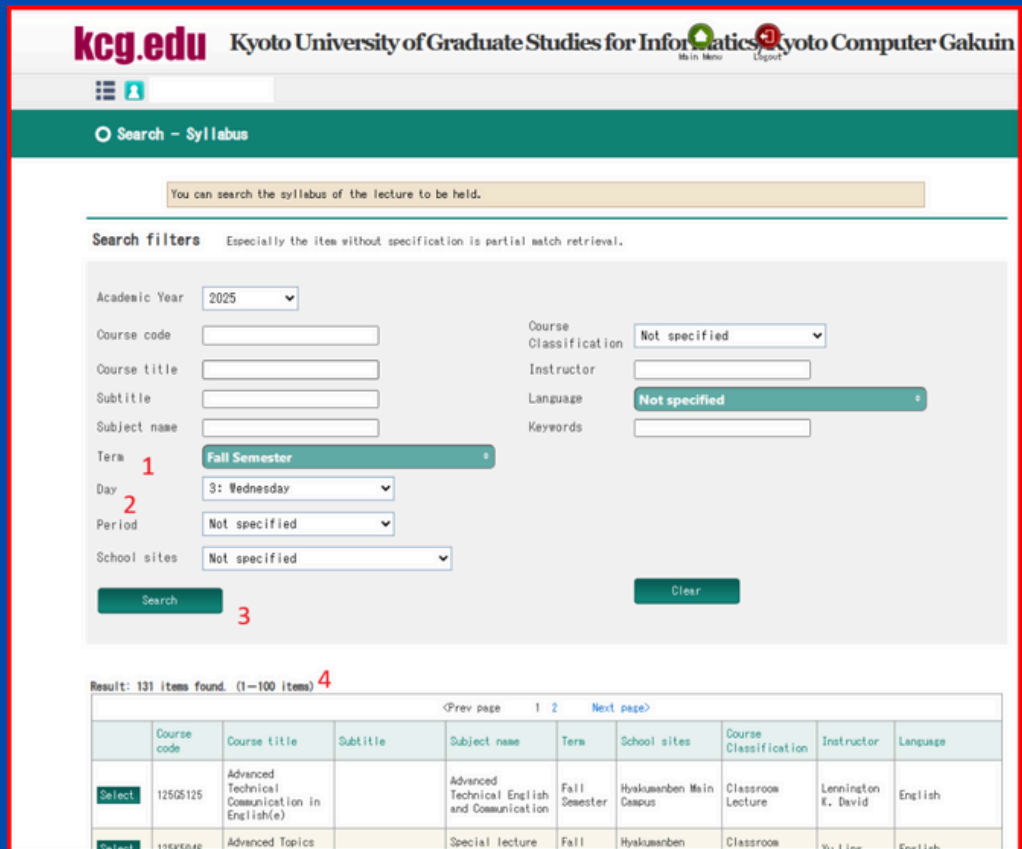 kcg.edu Kyoto University of Graduate Studies for Informatics, Kyoto Computer Gakuin
Main Menu Logout
Search - Syllabus
You can search the syllabus of the lecture to be held.
Search filters Especially the item without specification is partial match retrieval.
Academic Year 2025
Course code
Course Classification Not specified
Course title
Instructor
Subtitle
Language Not specified
Subject name
Keywords
Term 1 Fall Semester
Day 3: Wednesday
2
Period Not specified
School sites Not specified
Search 3
Clear
Result: 131 items found. (1-100 items) 4
<Prev page 1 2 Next page>
Course code Course title Subtitle Subject name Term School sites Course Classification Instructor Language
Select 125G5125 Advanced Technical Communication in English(e) Advanced Technical English and Communication Fall Semester Hyakumanben Main Campus Classroom Lecture Lennington K. David English
Select Advanced Topics Special lecture Fall Hyakumanben Classroom English